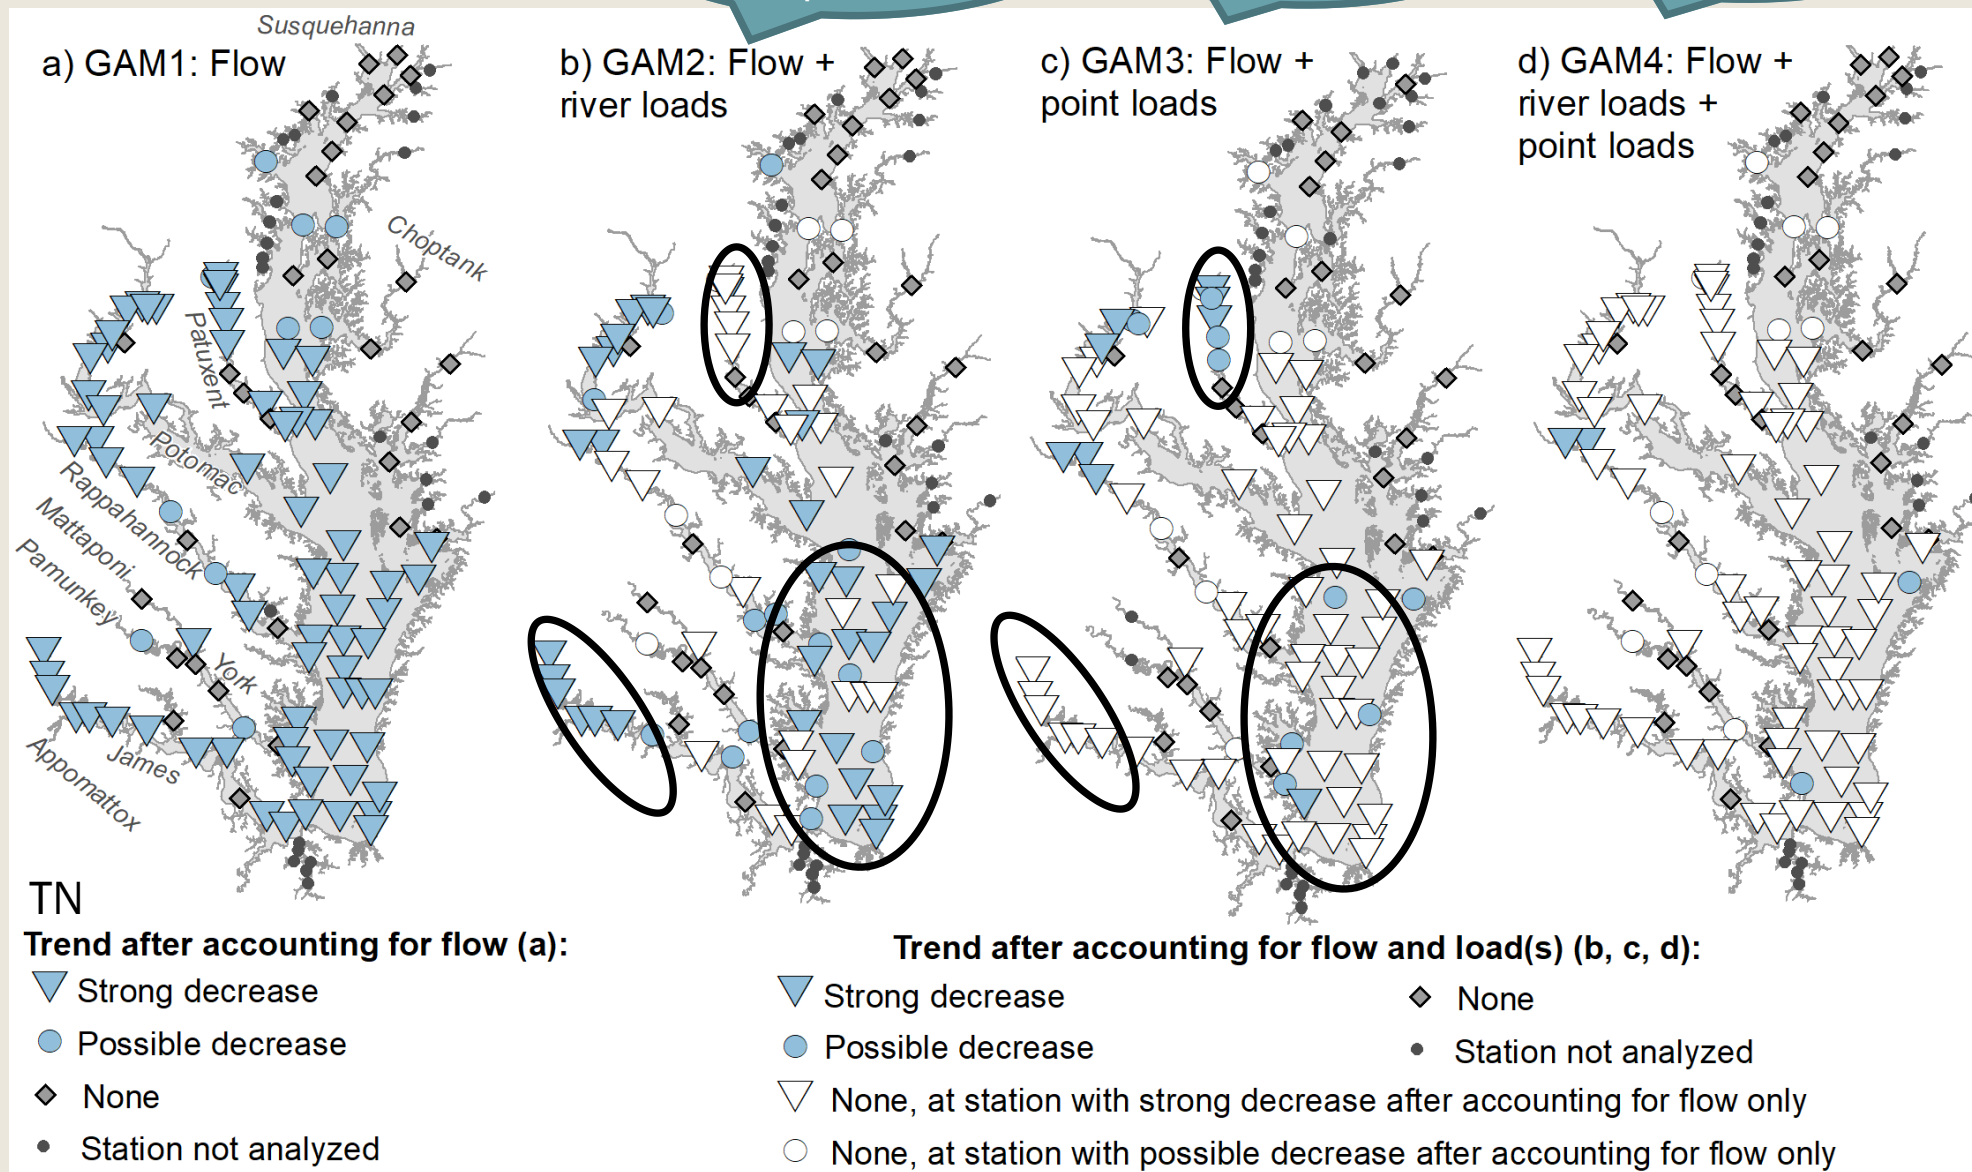 Susquehanna
a) GAM1: Flow
b) GAM2: Flow +
river loads
c) GAM3: Flow +
point loads
d) GAM4: Flow +
river loads +
point loads
Choptank
Patuxent
Potomac
Rappahannock
Mattaponi
Pamunkey
York
James
Appomattox
TN
Trend after accounting for flow (a):
Strong decrease
Possible decrease
None
Station not analyzed
Trend after accounting for flow and load(s) (b, c, d):
Strong decrease
None
Possible decrease
Station not analyzed
None, at station with strong decrease after accounting for flow only
None, at station with possible decrease after accounting for flow only